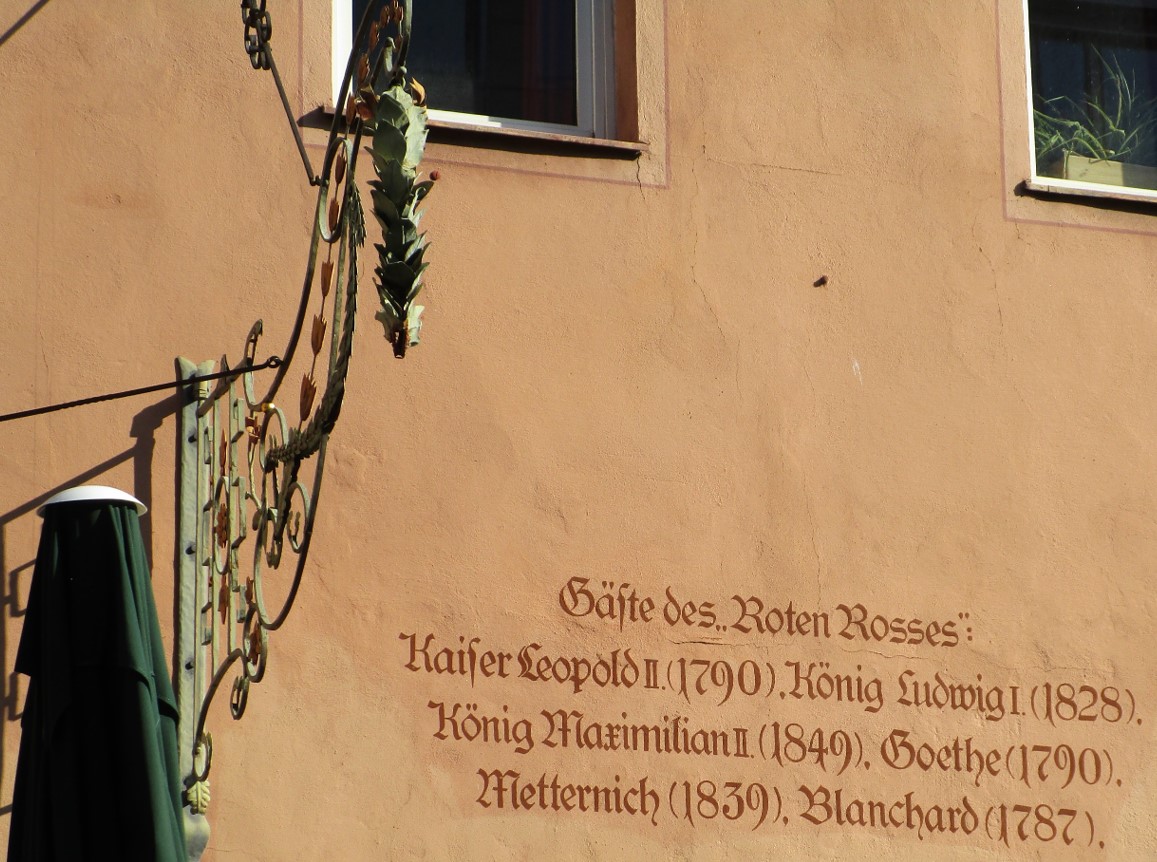 Gäſte des „Roten Rosses“:
Kaiſer Leopold II. (1790), König Ludwig I. (1828),
König Maximilian II. (1849), Goethe (1790),
Metternich (1839), Blanchard (1787),